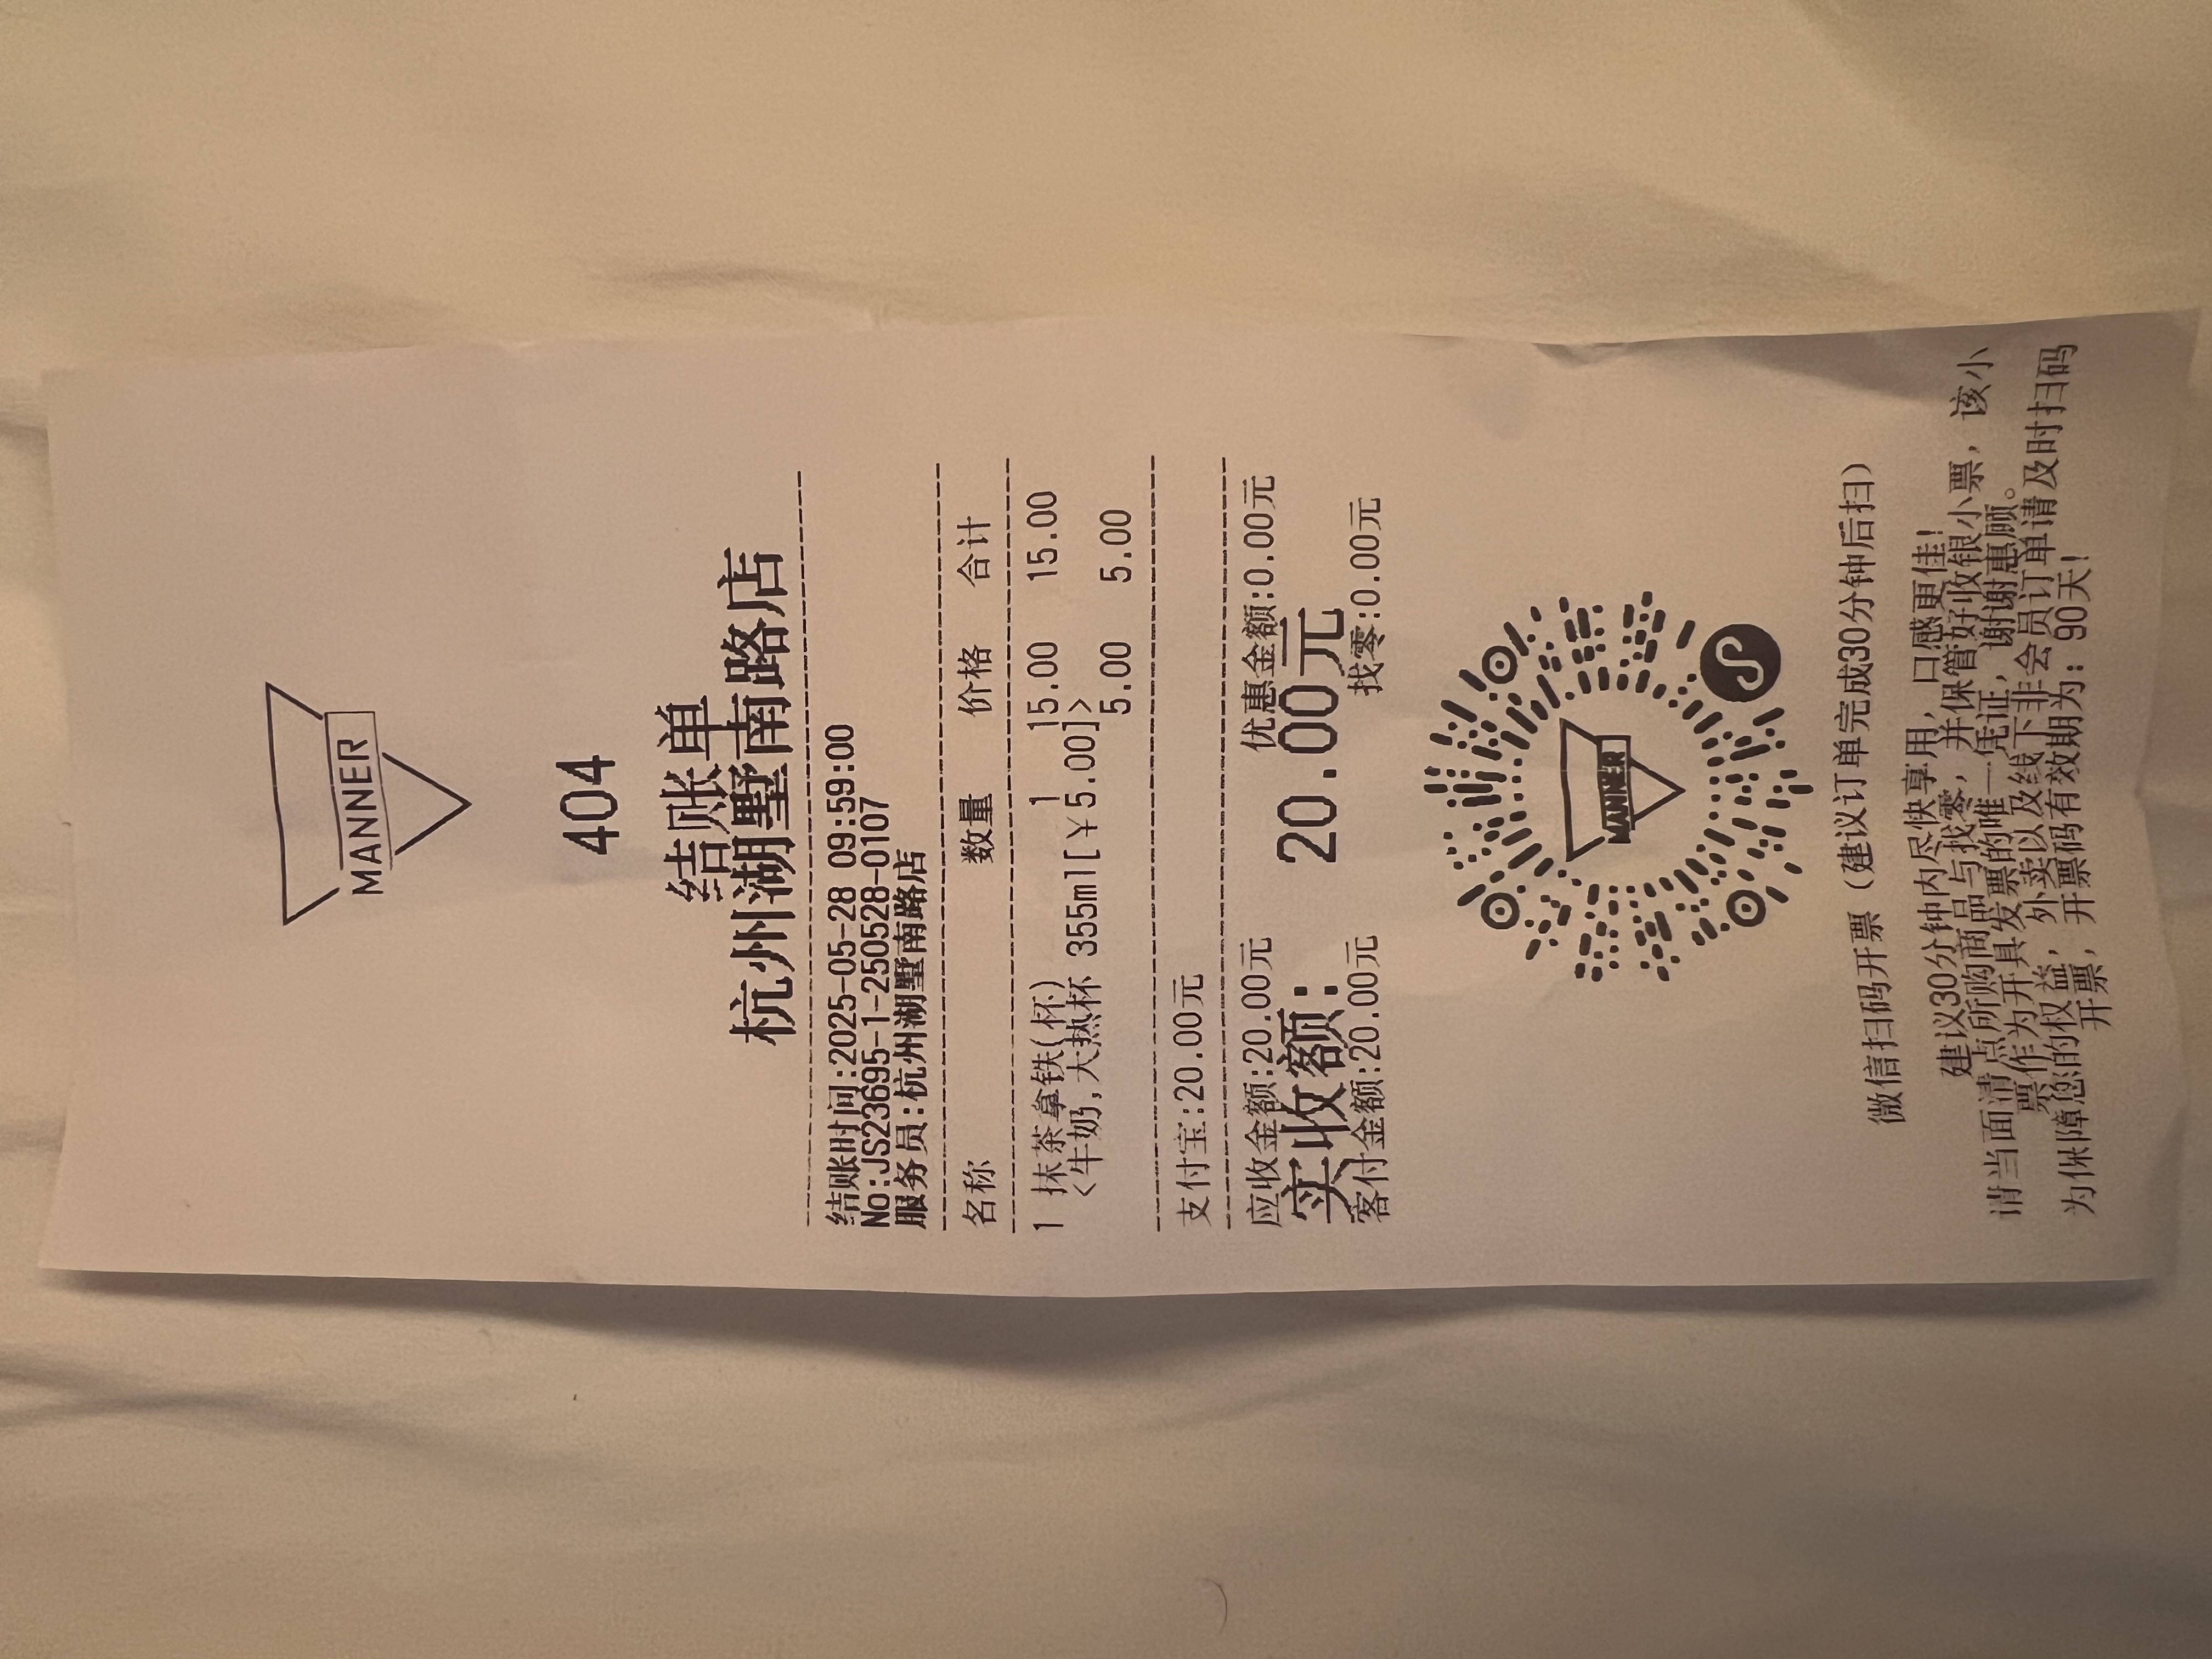 MANNER
404
结账单
杭州湖墅南路店
结账时间:2025-05-28 09:59:00
No:JS23695-1-250528-0107
服务员:杭州湖墅南路店
名称 数量 价格 合计
1 抹茶拿铁(杯) 1 15.00 15.00
<牛奶,大热杯 355ml[￥5.00]>
5.00 5.00
支付宝:20.00元
应收金额:20.00元 优惠金额:0.00元
实收额: 20.00元
客付金额:20.00元 找零:0.00元
MANNER
微信扫码开票（建议订单完成30分钟后扫）
建议30分钟内尽快享用，口感更佳!
请当面清点所购商品与找零，并保管好收银小票，该小
票作为开具发票的唯一凭证，谢谢惠顾。
为保障您的权益，外卖以及线下非会员订单请及时扫码
开票，开票码有效期为：90天!